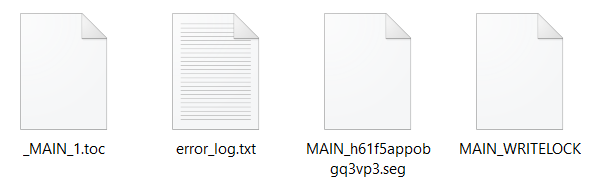 _MAIN_1.toc
error_log.txt
MAIN_h61f5appob
gq3vp3.seg
MAIN_WRITELOCK